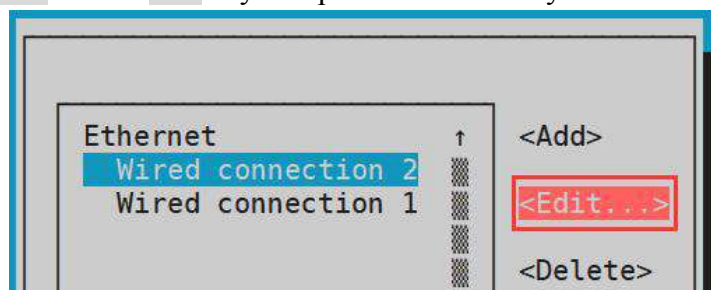 Ethernet ↑ <Add>
Wired connection 2
Wired connection 1 <Edit...>
<Delete>